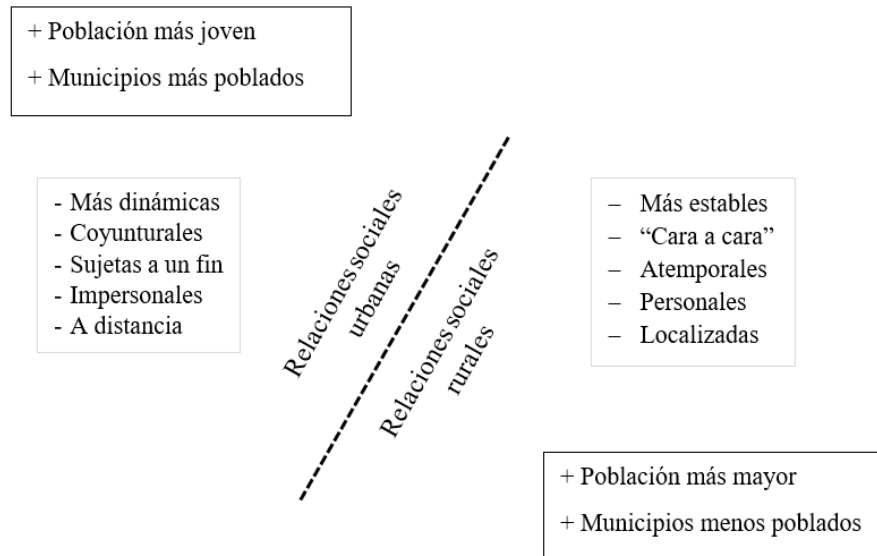 + Población más joven
+ Municipios más poblados
- Más dinámicas
- Coyunturales
- Sujetas a un fin
- Impersonales
- A distancia
Relaciones sociales
urbanas
Relaciones sociales
rurales
– Más estables
– “Cara a cara”
– Atemporales
– Personales
– Localizadas
+ Población más mayor
+ Municipios menos poblados